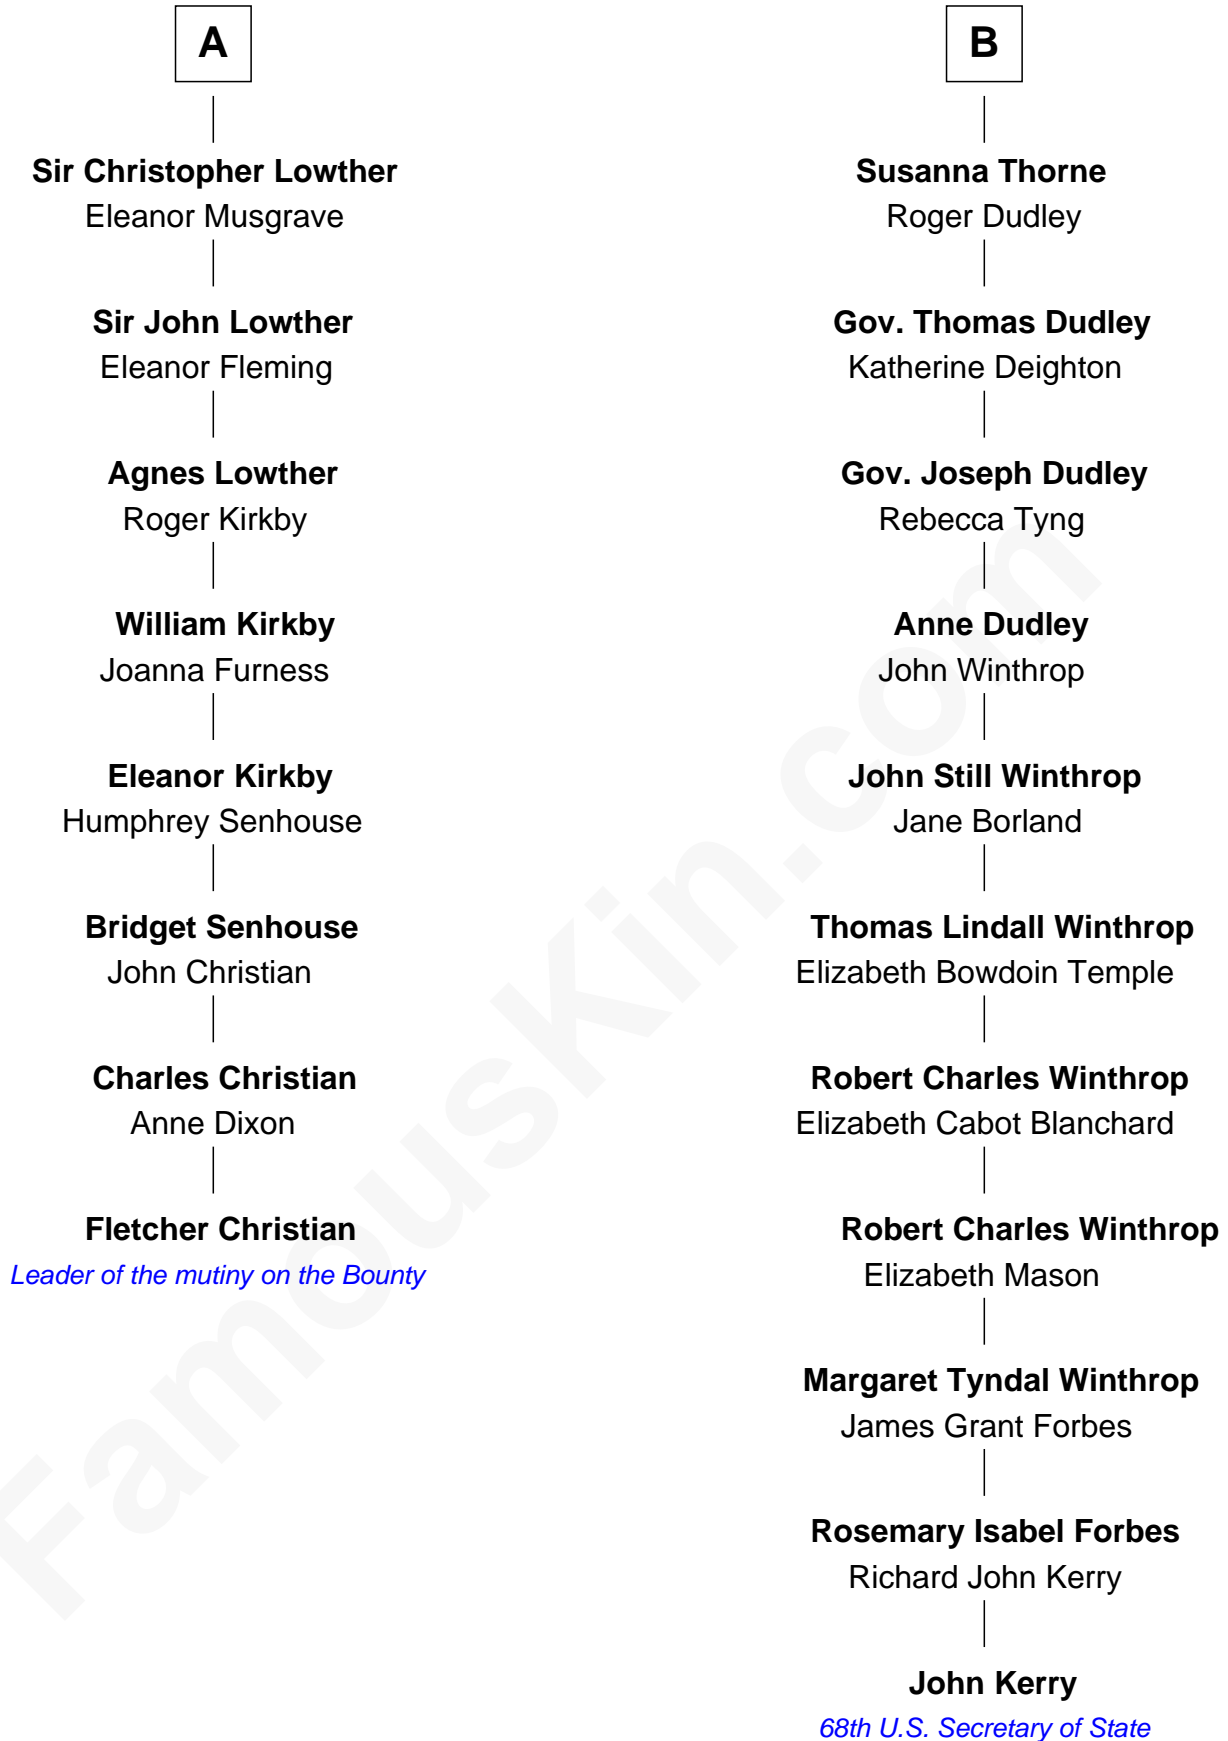 A
Sir Christopher Lowther
Eleanor Musgrave
Sir John Lowther
Eleanor Fleming
Agnes Lowther
Roger Kirkby
William Kirkby
Joanna Furness
Eleanor Kirkby
Humphrey Senhouse
Bridget Senhouse
John Christian
Charles Christian
Anne Dixon
Fletcher Christian
Leader of the mutiny on the Bounty
B
Susanna Thorne
Roger Dudley
Gov. Thomas Dudley
Katherine Deighton
Gov. Joseph Dudley
Rebecca Tyng
Anne Dudley
John Winthrop
John Still Winthrop
Jane Borland
Thomas Lindall Winthrop
Elizabeth Bowdoin Temple
Robert Charles Winthrop
Elizabeth Cabot Blanchard
Robert Charles Winthrop
Elizabeth Mason
Margaret Tyndal Winthrop
James Grant Forbes
Rosemary Isabel Forbes
Richard John Kerry
John Kerry
68th U.S. Secretary of State
FamousKin.com